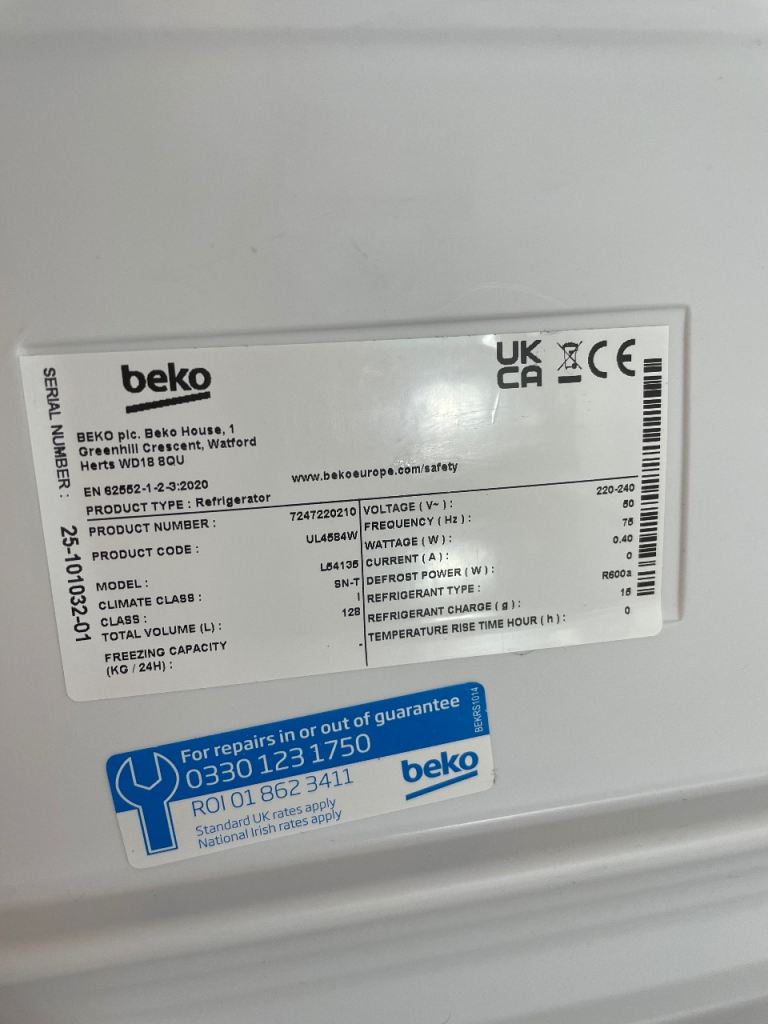 SERIAL NUMBER : 25-101032-01
beko
UK
CA
CE
BEKO plc. Beko House, 1
Greenhill Crescent, Watford
Herts WD18 8QU
www.bekoeurope.com/safety
EN 62552-1-2-3:2020
PRODUCT TYPE : Refrigerator
PRODUCT NUMBER : 7247220210
PRODUCT CODE : UL4584W
MODEL : L54135
CLIMATE CLASS : SN-T
CLASS : I
TOTAL VOLUME (L) : 128
FREEZING CAPACITY
(KG / 24H) : -
VOLTAGE ( V~ ) : 220-240
FREQUENCY ( Hz ) : 50
WATTAGE ( W ) : 75
CURRENT ( A ) : 0.40
DEFROST POWER ( W ) : 0
REFRIGERANT TYPE : R600a
REFRIGERANT CHARGE ( g ) : 15
TEMPERATURE RISE TIME HOUR ( h ) : 0
For repairs in or out of guarantee
0330 123 1750
ROI 01 862 3411
Standard UK rates apply
National Irish rates apply
beko
BEKRS1014